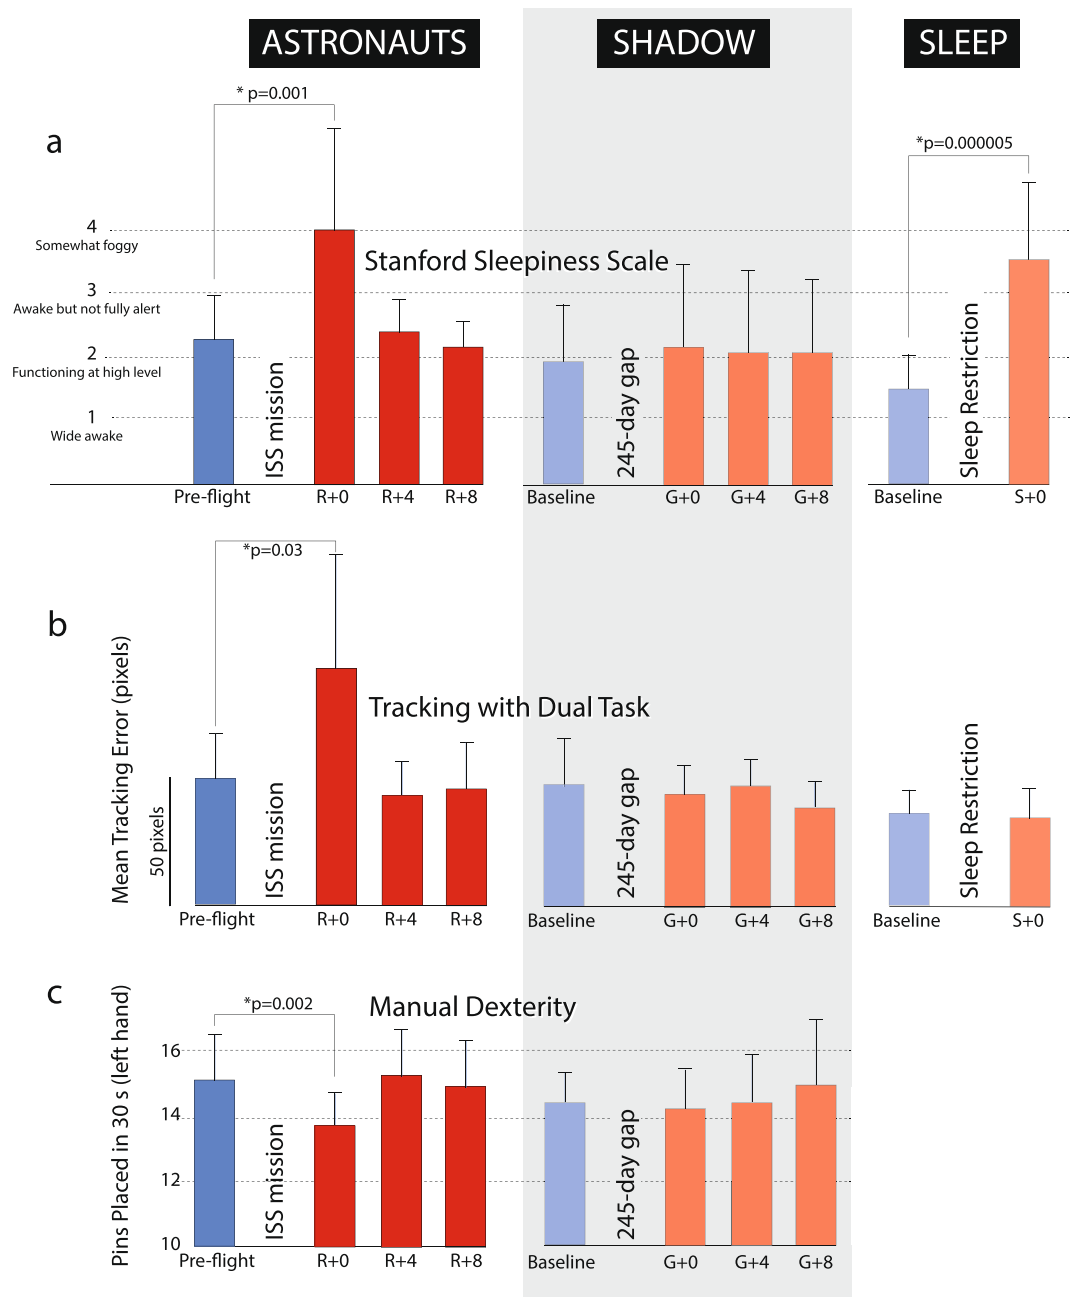 ASTRONAUTS SHADOW SLEEP
a
* p=0.001
*p=0.000005
4
Somewhat foggy
Stanford Sleepiness Scale
3
Awake but not fully alert
2
Functioning at high level
1
Wide awake
ISS mission
245-day gap
Sleep Restriction
Pre-flight R+0 R+4 R+8 Baseline G+0 G+4 G+8 Baseline S+0
b
*p=0.03
Mean Tracking Error (pixels)
50 pixels
Tracking with Dual Task
ISS mission
245-day gap
Sleep Restriction
Pre-flight R+0 R+4 R+8 Baseline G+0 G+4 G+8 Baseline S+0
c
*p=0.002
Manual Dexterity
Pins Placed in 30 s (left hand)
16
14
12
10
ISS mission
245-day gap
Pre-flight R+0 R+4 R+8 Baseline G+0 G+4 G+8